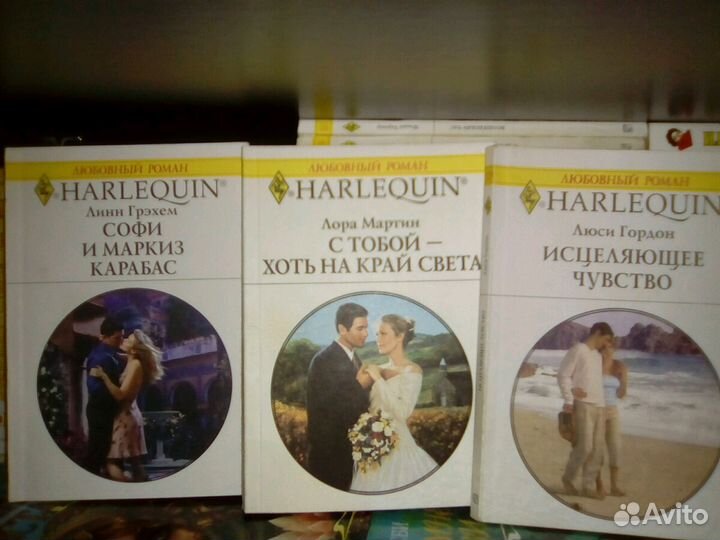 ЛЮБОВНЫЙ РОМАН
HARLEQUIN®
Линн Грэхем
СОФИ
И МАРКИЗ
КАРАБАС
ЛЮБОВНЫЙ РОМАН
HARLEQUIN®
Лора Мартин
С ТОБОЙ —
ХОТЬ НА КРАЙ СВЕТА
ЛЮБОВНЫЙ РОМАН
HARLEQUIN
Люси Гордон
ИСЦЕЛЯЮЩЕЕ
ЧУВСТВО
Avito